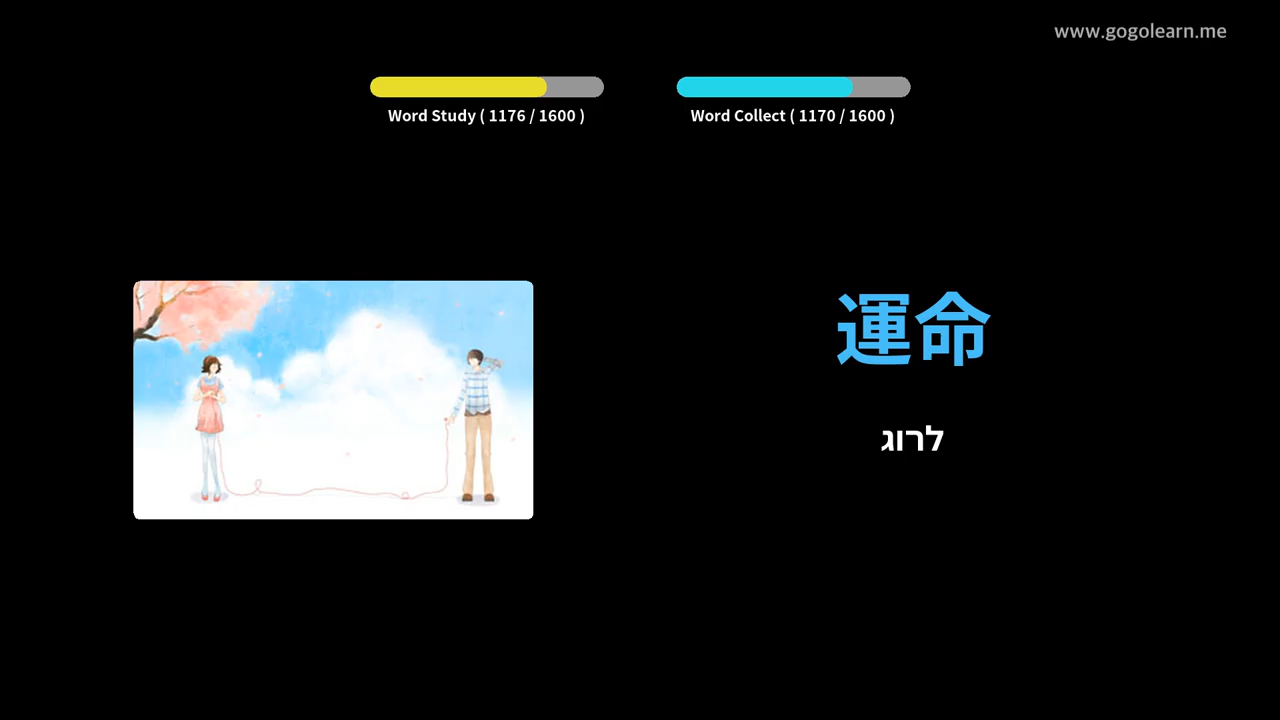 www.gogolearn.me
Word Study ( 1176 / 1600 )
Word Collect ( 1170 / 1600 )
運命
לרוג